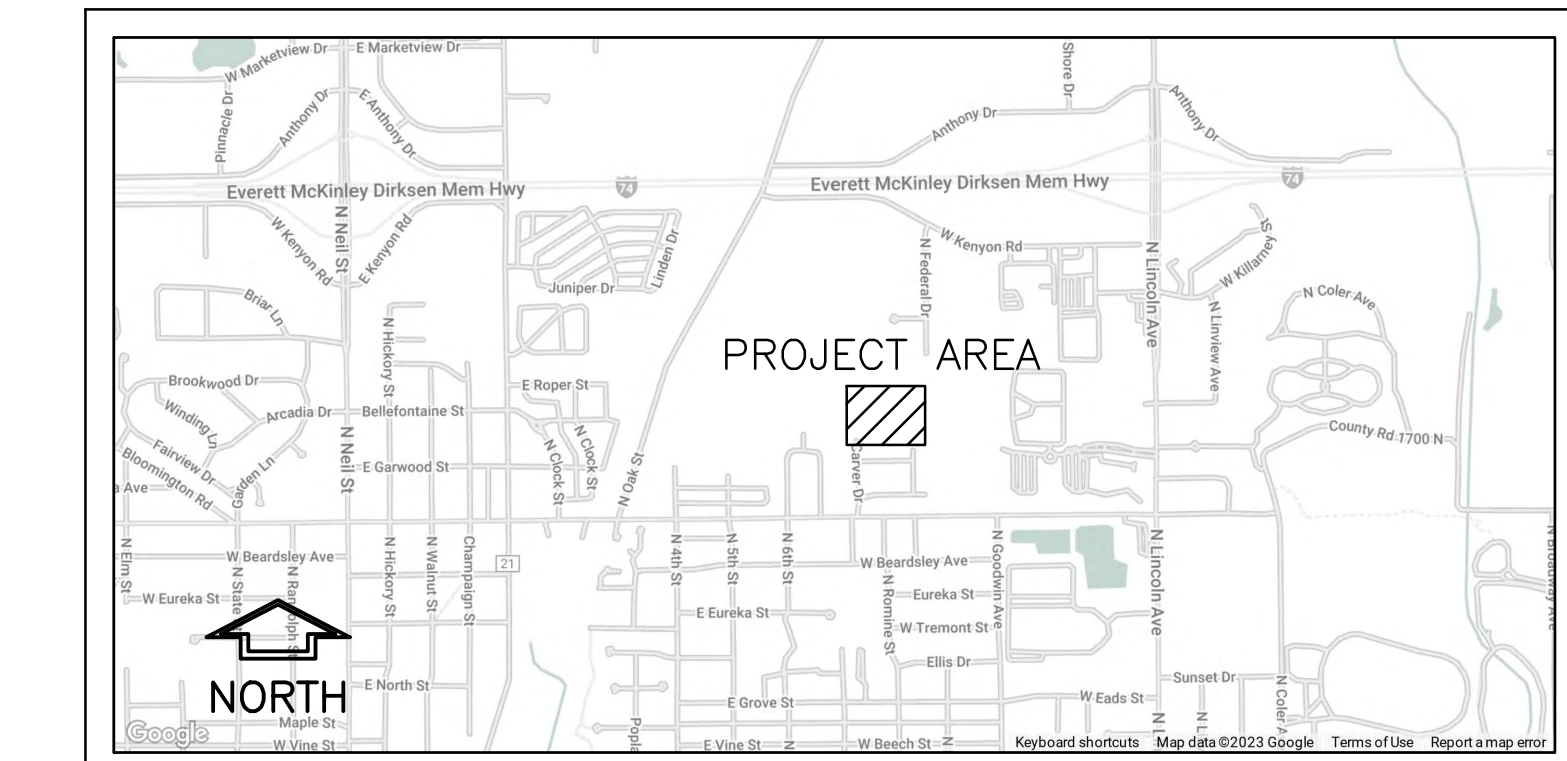 W Marketview Dr
E Marketview Dr
Shore Dr
Pinnacle Dr
Anthony Dr
E Anthony Dr
Anthony Dr
Anthony Dr
Everett McKinley Dirksen Mem Hwy
74
Everett McKinley Dirksen Mem Hwy
74
N Neil St
W Kenyon Rd
E Kenyon Rd
Linden Dr
Juniper Dr
N Federal Dr
W Kenyon Rd
N Lincoln Ave
W Killarney St
N Linview Ave
N Coler Ave
Briar Ln
N Hickory St
PROJECT AREA
Brookwood Dr
Winding Ln
Arcadia Dr
Bellefontaine St
E Roper St
Fairview Dr
Bloomington Rd
Garden Ln
N Neil St
E Garwood St
N Clock St
N Clock St
N Oak St
Carver Dr
County Rd 1700 N
a Ave
N Elm St
W Beardsley Ave
N State
N Randolph St
N Hickory St
N Walnut St
Champaign St
21
N 4th St
N 5th St
N 6th St
W Beardsley Ave
N Romine St
N Goodwin Ave
N Lincoln Ave
N Broadway Ave
W Eureka St
E Eureka St
Eureka St
W Tremont St
Ellis Dr
NORTH
E North St
E Grove St
W Eads St
Sunset Dr
N Coler A
Maple St
Popla
N L
N L
Google
W Vine St
E Vine St
N
W Beech St
N
Keyboard shortcuts Map data ©2023 Google Terms of Use Report a map error